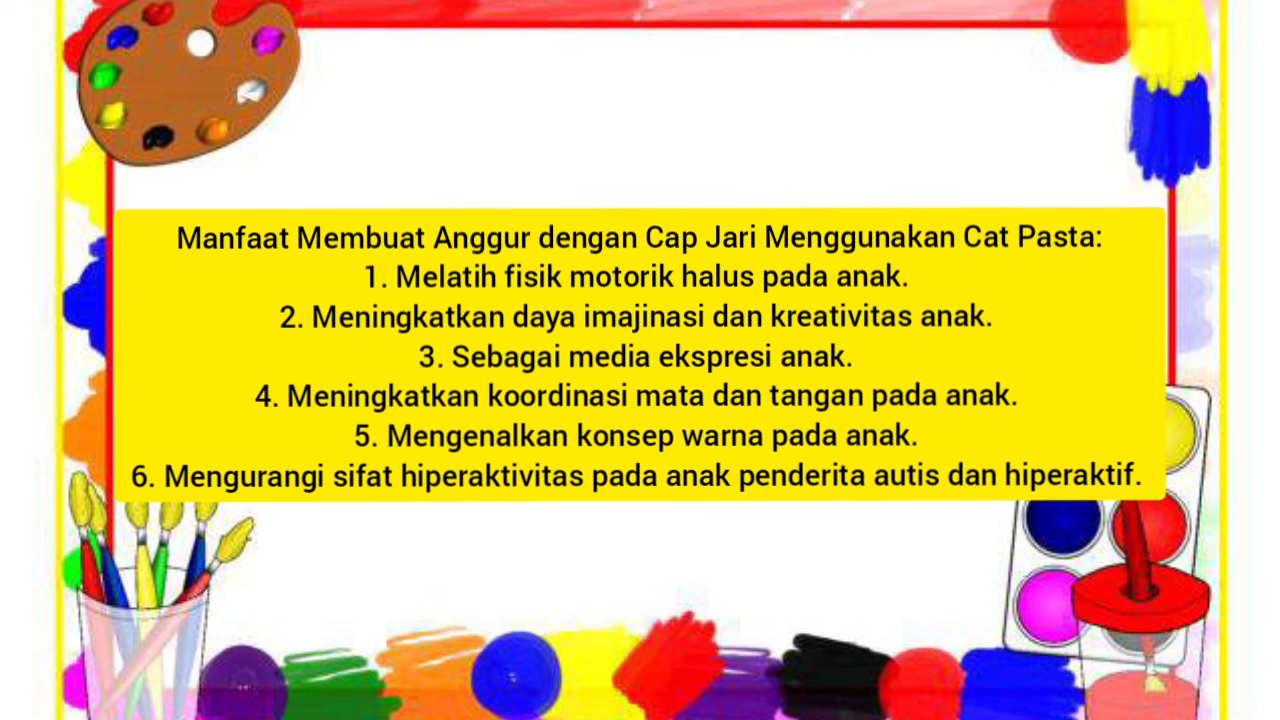 Manfaat Membuat Anggur dengan Cap Jari Menggunakan Cat Pasta:
1. Melatih fisik motorik halus pada anak.
2. Meningkatkan daya imajinasi dan kreativitas anak.
3. Sebagai media ekspresi anak.
4. Meningkatkan koordinasi mata dan tangan pada anak.
5. Mengenalkan konsep warna pada anak.
6. Mengurangi sifat hiperaktivitas pada anak penderita autis dan hiperaktif.